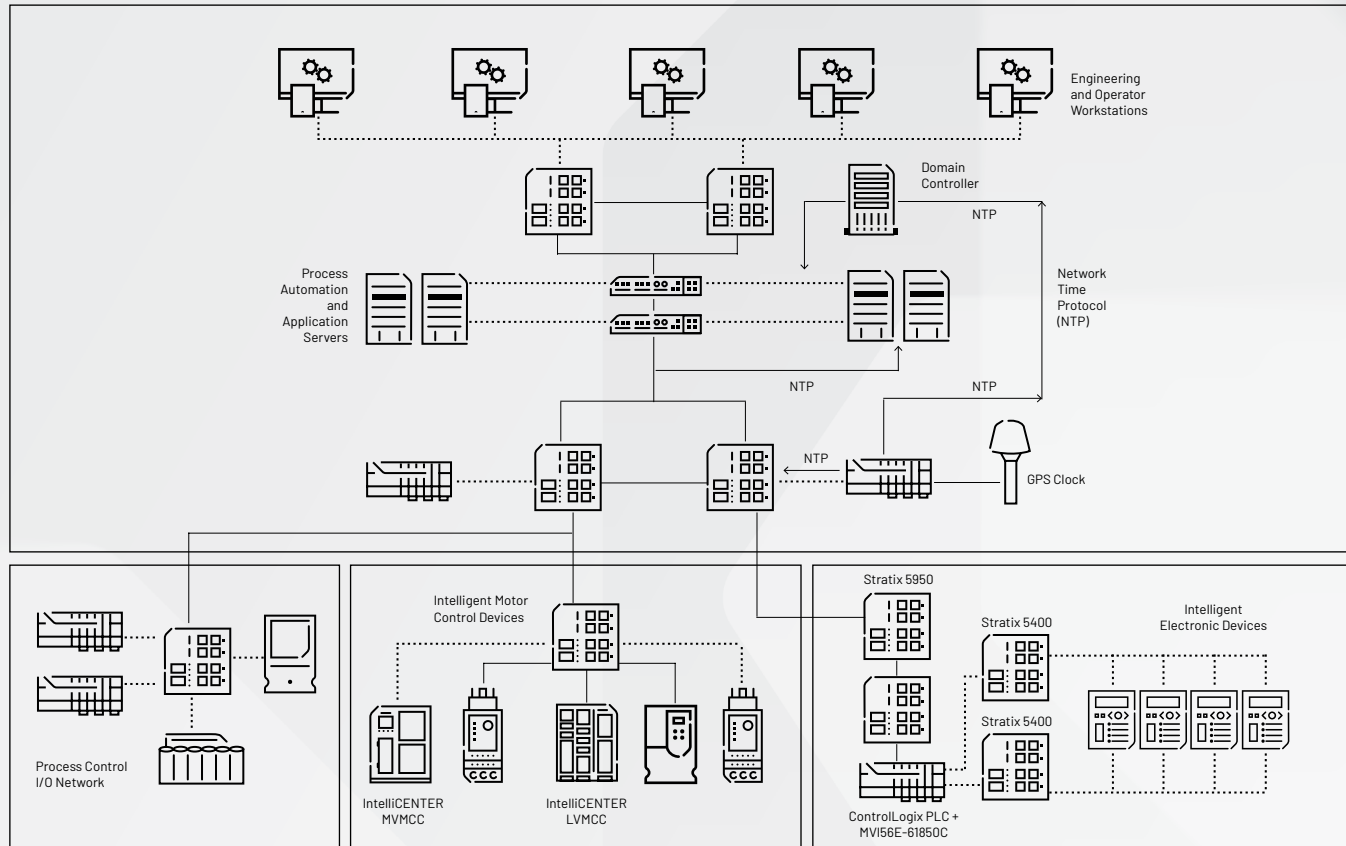 Engineering
and Operator
Workstations
Domain
Controller
NTP
Process
Automation
and
Application
Servers
Network
Time
Protocol
(NTP)
NTP
NTP
NTP
GPS Clock
Intelligent Motor
Control Devices
Stratix 5950
Stratix 5400
Intelligent
Electronic Devices
Stratix 5400
Process Control
I/O Network
IntelliCENTER
MVMCC
IntelliCENTER
LVMCC
ControlLogix PLC +
MVI56E-61850C